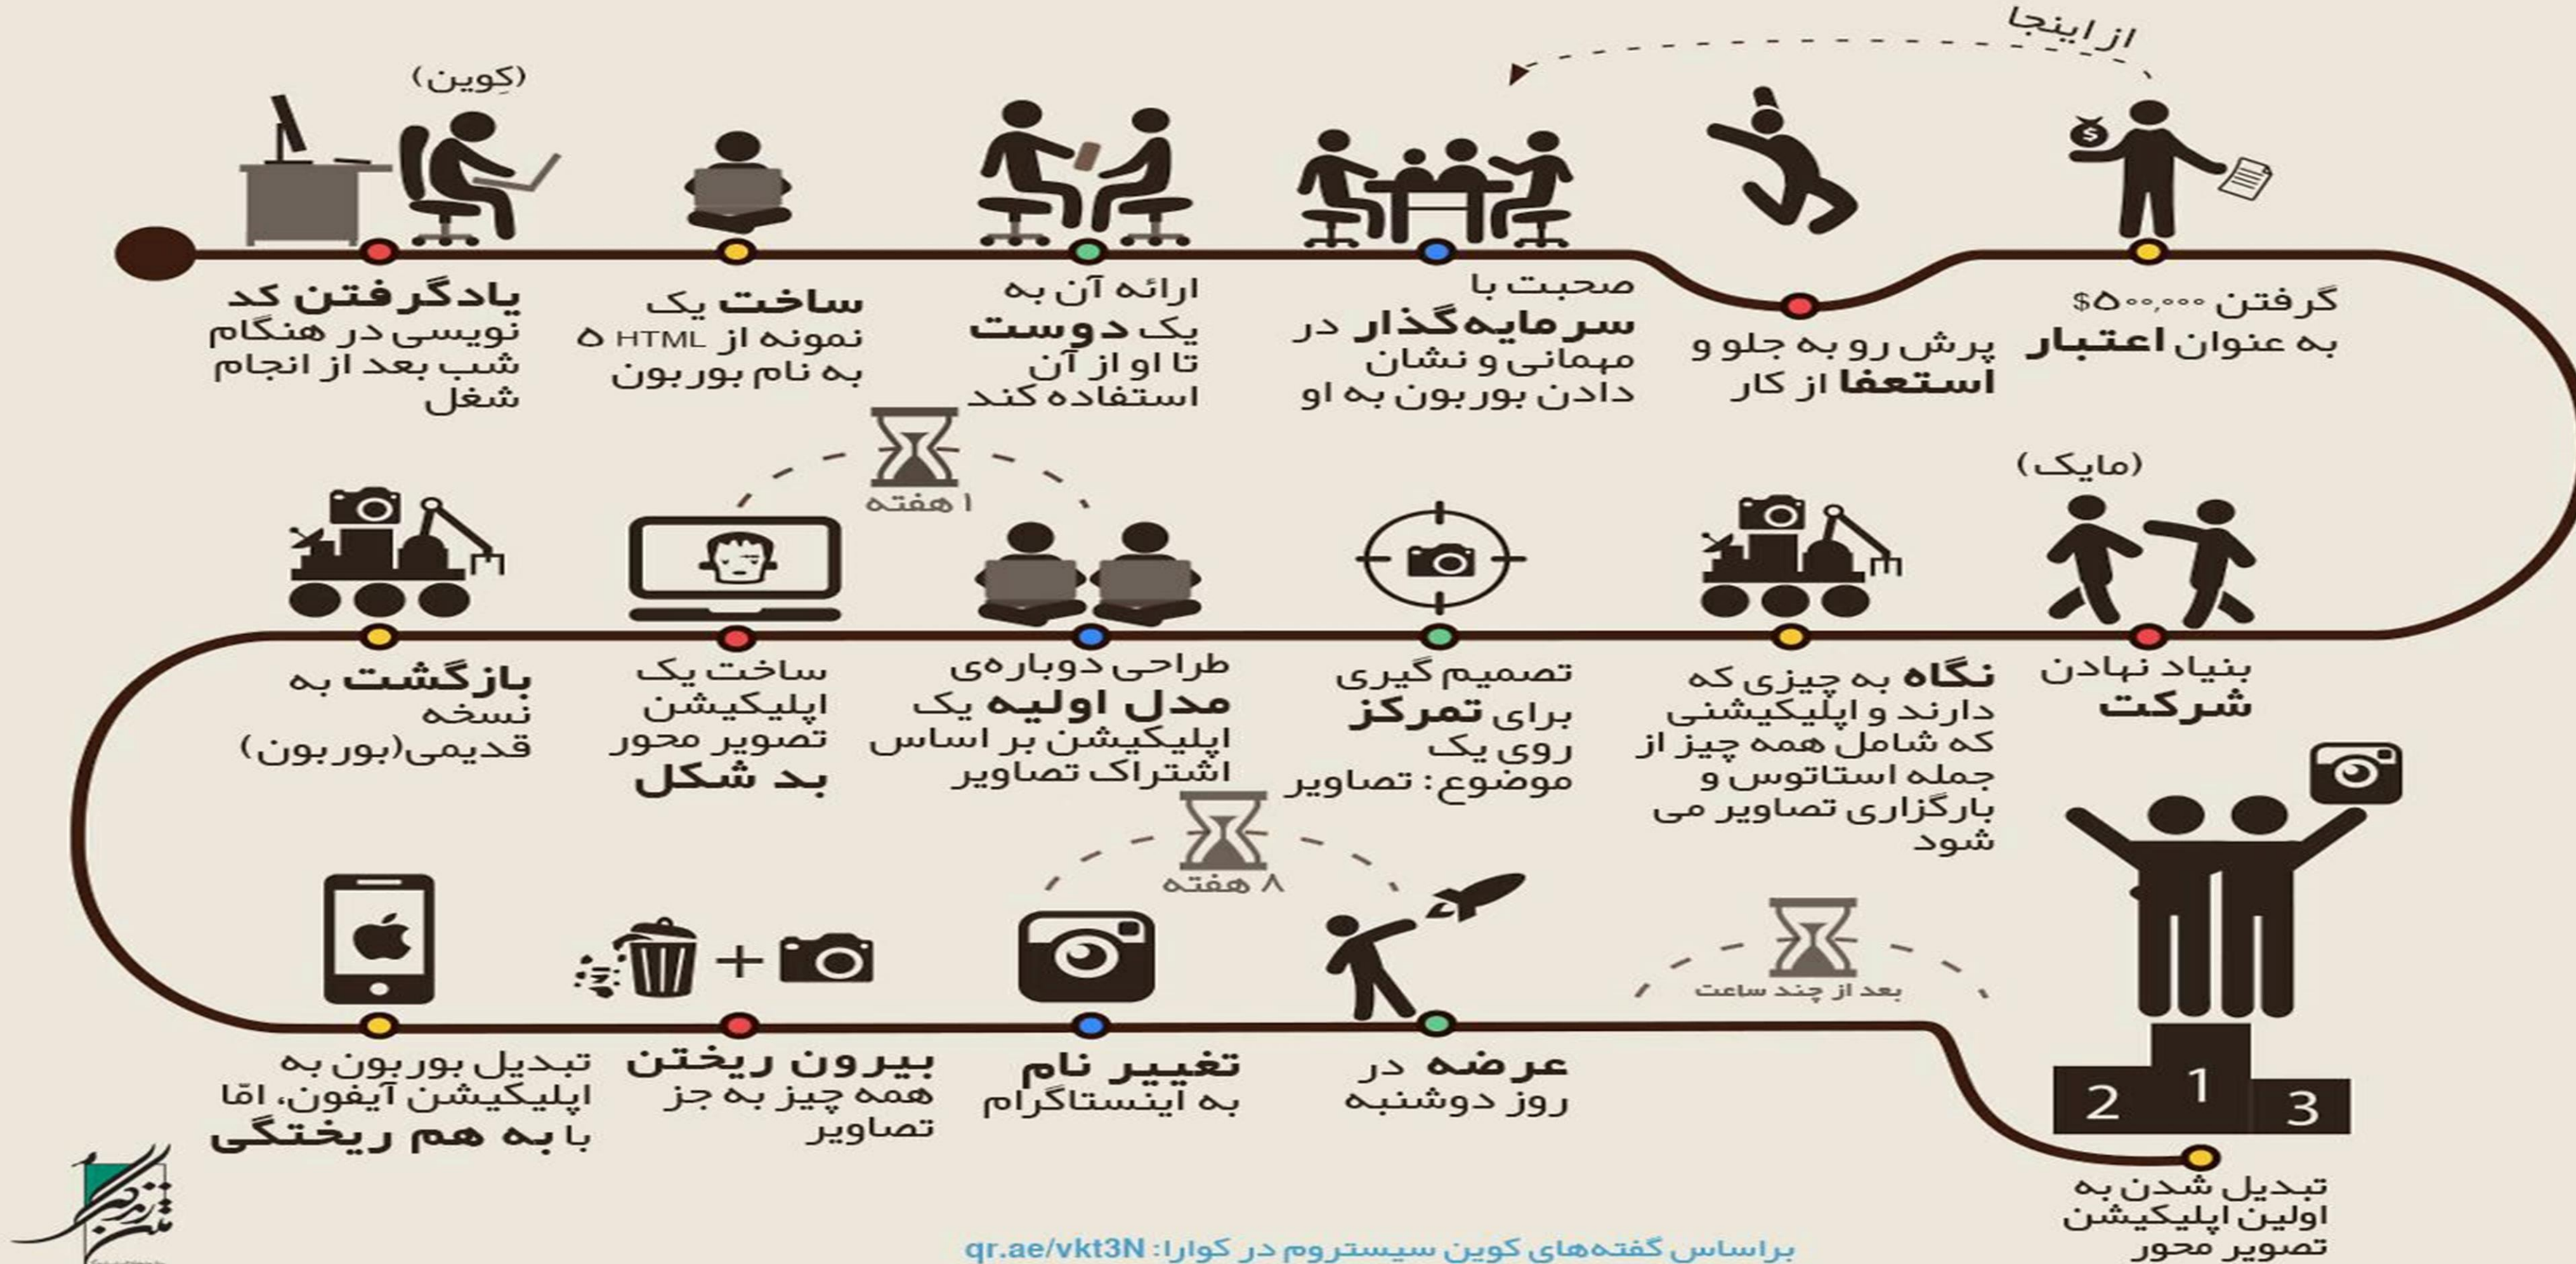 (کِوین)
یادگرفتن کد
نویسی در هنگام
شب بعد از انجام
شغل
ساخت یک
نمونه از HTML ۵
به نام بوربون
ارائه آن به
یک دوست
تا او از آن
استفاده کند
صحبت با
سرمایه‌گذار در
مهمانی و نشان
دادن بوربون به او
پرش رو به جلو و
استعفا از کار
از اینجا
$
گرفتن ۵۰۰,۰۰۰$
به عنوان اعتبار
(مایک)
بنیاد نهادن
شرکت
نگاه به چیزی که
دارند و اپلیکیشنی
که شامل همه چیز از
جمله استاتوس و
بارگزاری تصاویر می
شود
تصمیم گیری
برای تمرکز
روی یک
موضوع: تصاویر
طراحی دوباره‌ی
مدل اولیه یک
اپلیکیشن بر اساس
اشتراک تصاویر
۱ هفته
ساخت یک
اپلیکیشن
تصویر محور
بد شکل
بازگشت به
نسخه
قدیمی(بوربون)
تبدیل بوربون به
اپلیکیشن آیفون، امّا
با به هم ریختگی
بیرون ریختن
همه چیز به جز
تصاویر
تغییر نام
به اینستاگرام
۸ هفته
عرضه در
روز دوشنبه
بعد از چند ساعت
2 1 3
تبدیل شدن به
اولین اپلیکیشن
تصویر محور
براساس گفته‌های کوین سیستروم در کوارا: qr.ae/vkt3N